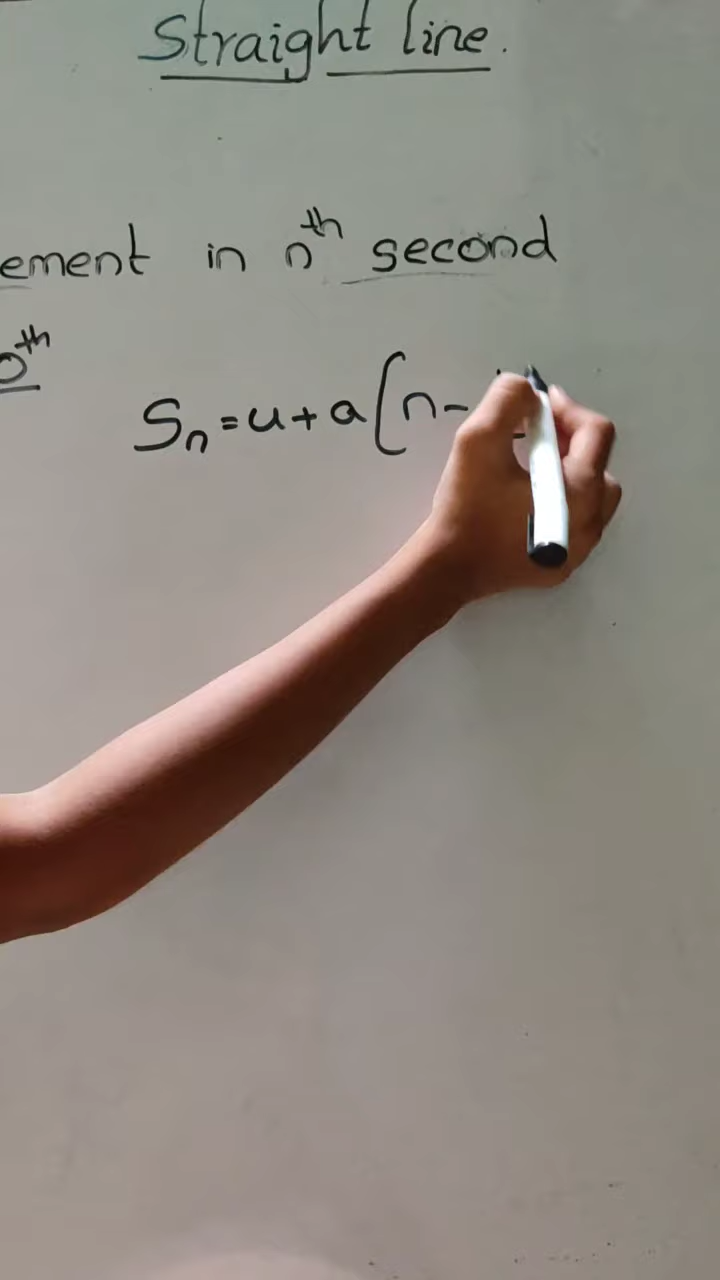 Straight line.
ement in nth second
th
Sn = u + a(n -